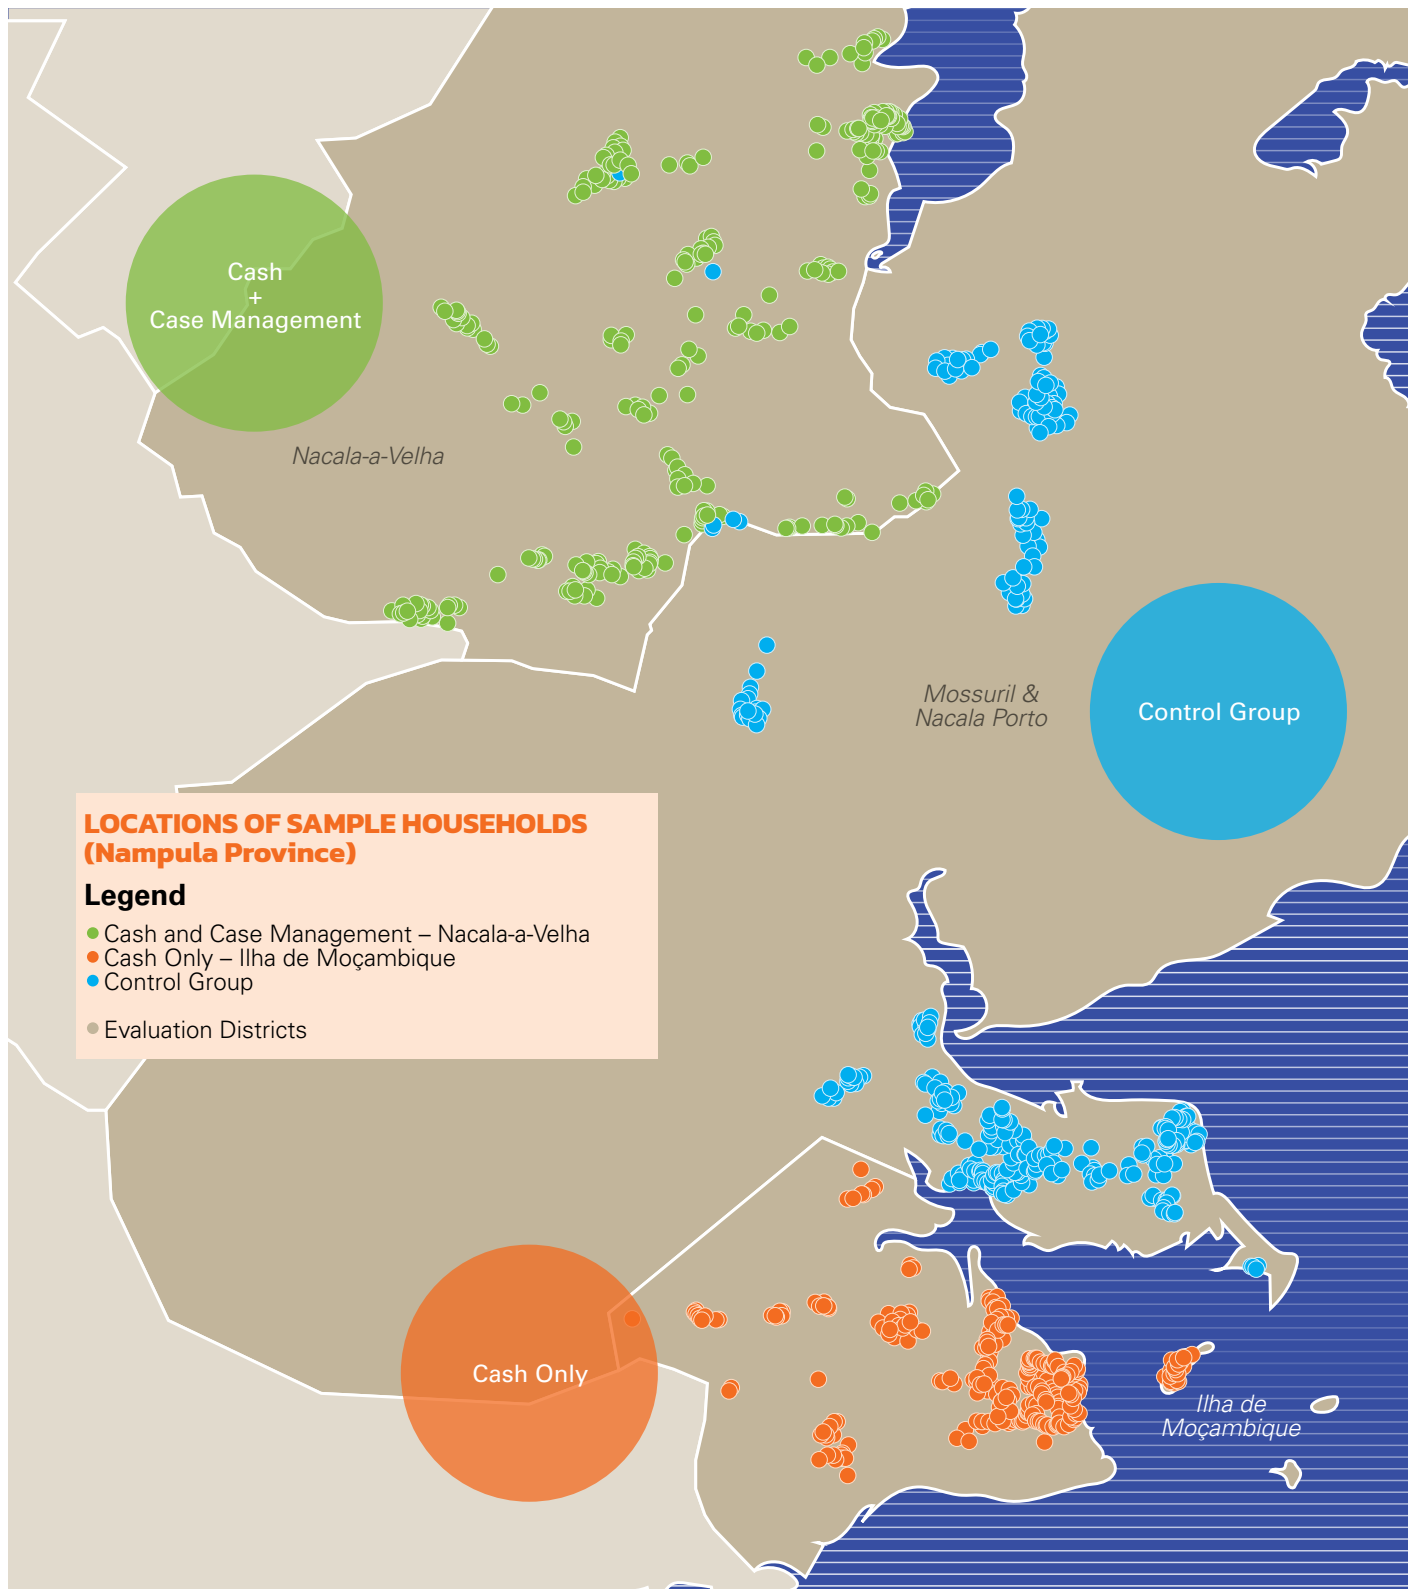 Cash
+
Case Management
Nacala-a-Velha
Mossuril &
Nacala Porto
Control Group
LOCATIONS OF SAMPLE HOUSEHOLDS
(Nampula Province)
Legend
Cash and Case Management – Nacala-a-Velha
Cash Only – Ilha de Moçambique
Control Group
Evaluation Districts
Cash Only
Ilha de
Moçambique